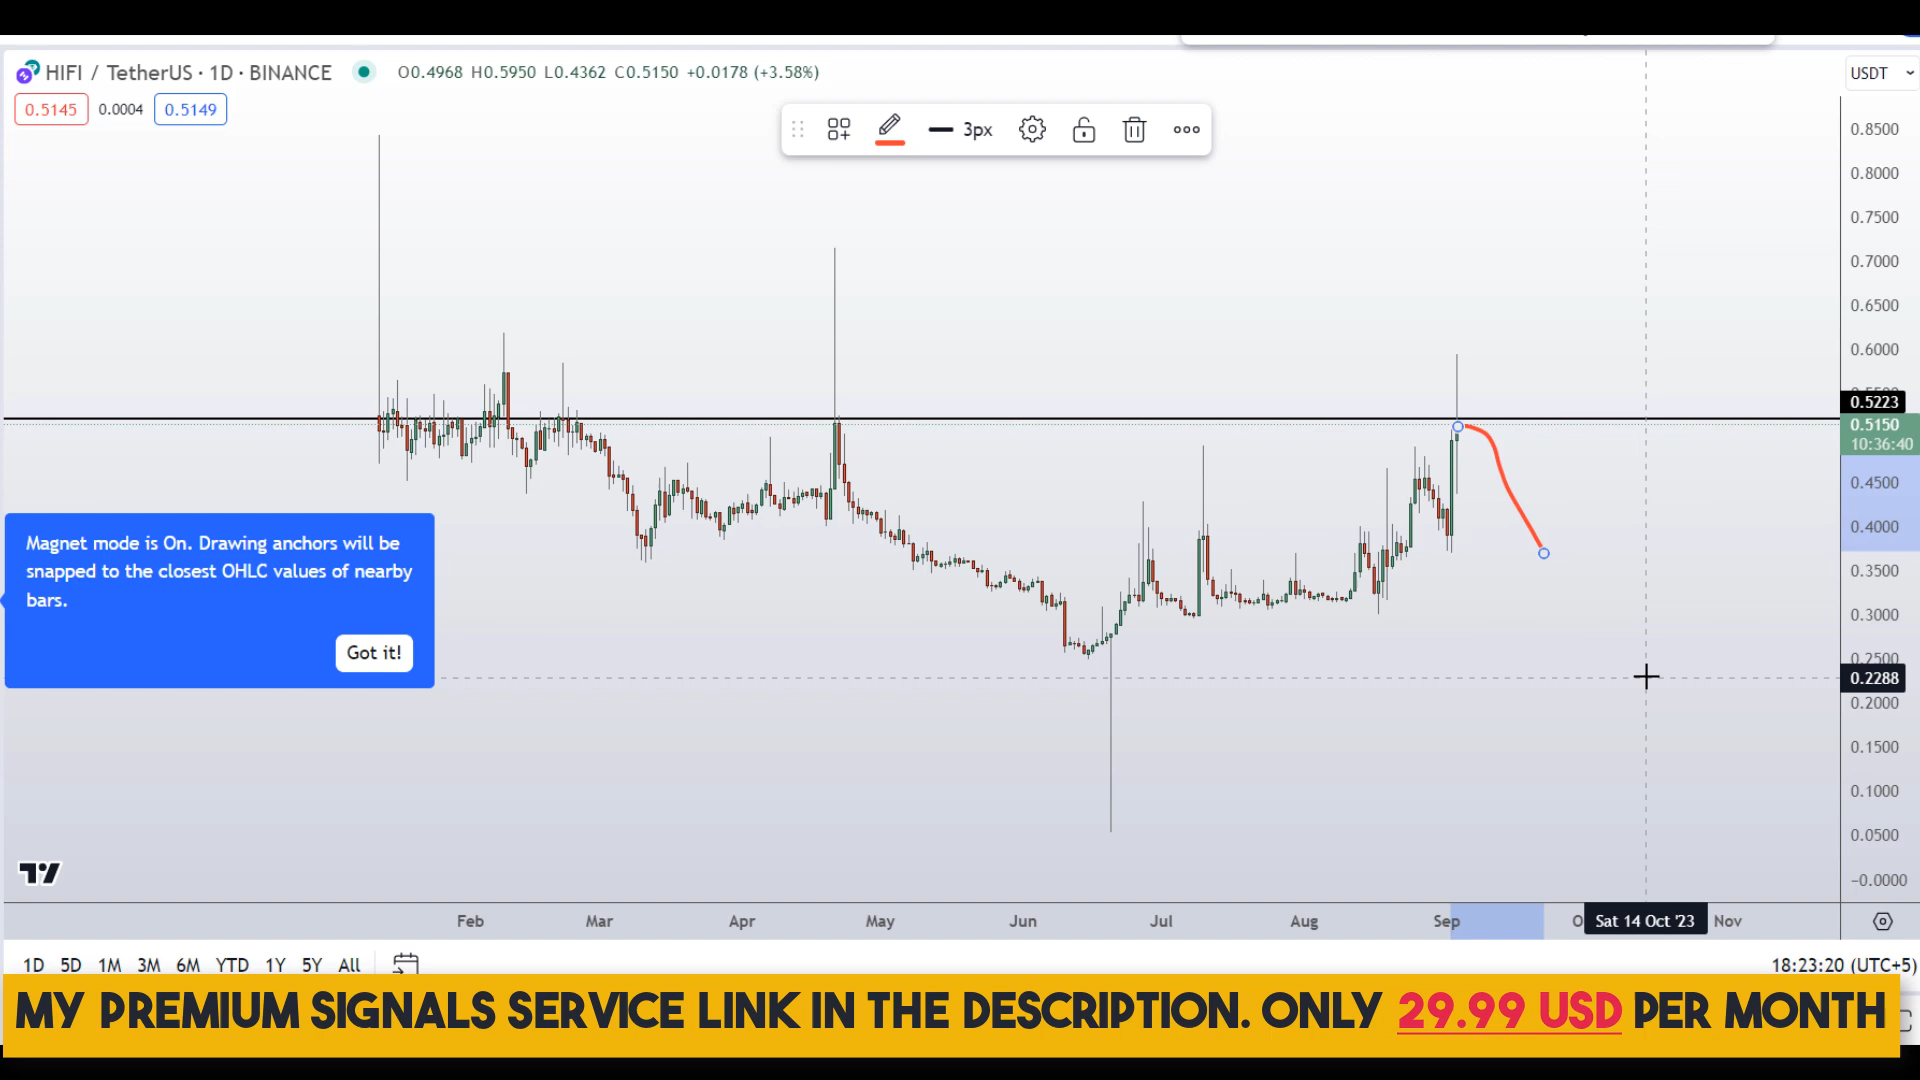 HIFI / TetherUS · 1D · BINANCE
O0.4968 H0.5950 L0.4362 C0.5150 +0.0178 (+3.58%)
USDT
0.5145
0.0004
0.5149
3px
0.8500
0.8000
0.7500
0.7000
0.6500
0.6000
0.5223
0.5150
10:36:40
0.4500
0.4000
0.3500
0.3000
0.2500
0.2288
0.2000
0.1500
0.1000
0.0500
−0.0000
Magnet mode is On. Drawing anchors will be
snapped to the closest OHLC values of nearby
bars.
Got it!
Feb
Mar
Apr
May
Jun
Jul
Aug
Sep
Sat 14 Oct '23
Nov
1D 5D 1M 3M 6M YTD 1Y 5Y All
18:23:20 (UTC+5)
MY PREMIUM SIGNALS SERVICE LINK IN THE DESCRIPTION. ONLY 29.99 USD PER MONTH